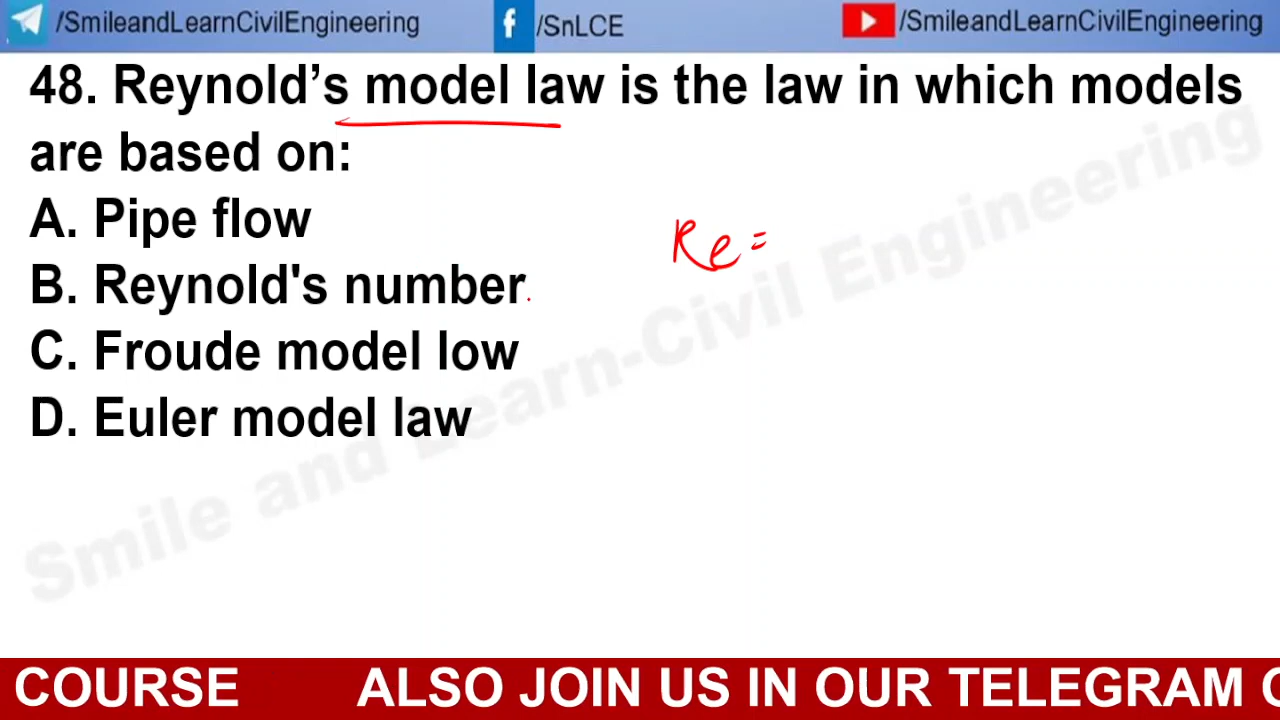 /SmileandLearnCivilEngineering
/SnLCE
/SmileandLearnCivilEngineering
48. Reynold’s model law is the law in which models
are based on:
A. Pipe flow
Re =
B. Reynold's number
C. Froude model low
D. Euler model law
Smile and Learn-Civil Engineering
COURSE ALSO JOIN US IN OUR TELEGRAM